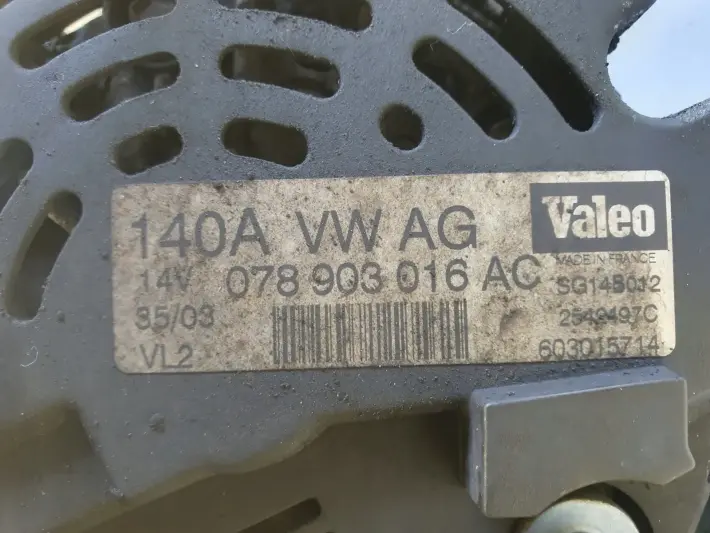 140A VW AG
14V 078 903 016 AC
35/03
VL2
Valeo
MADE IN FRANCE
SG14B012
2542497C
603015714